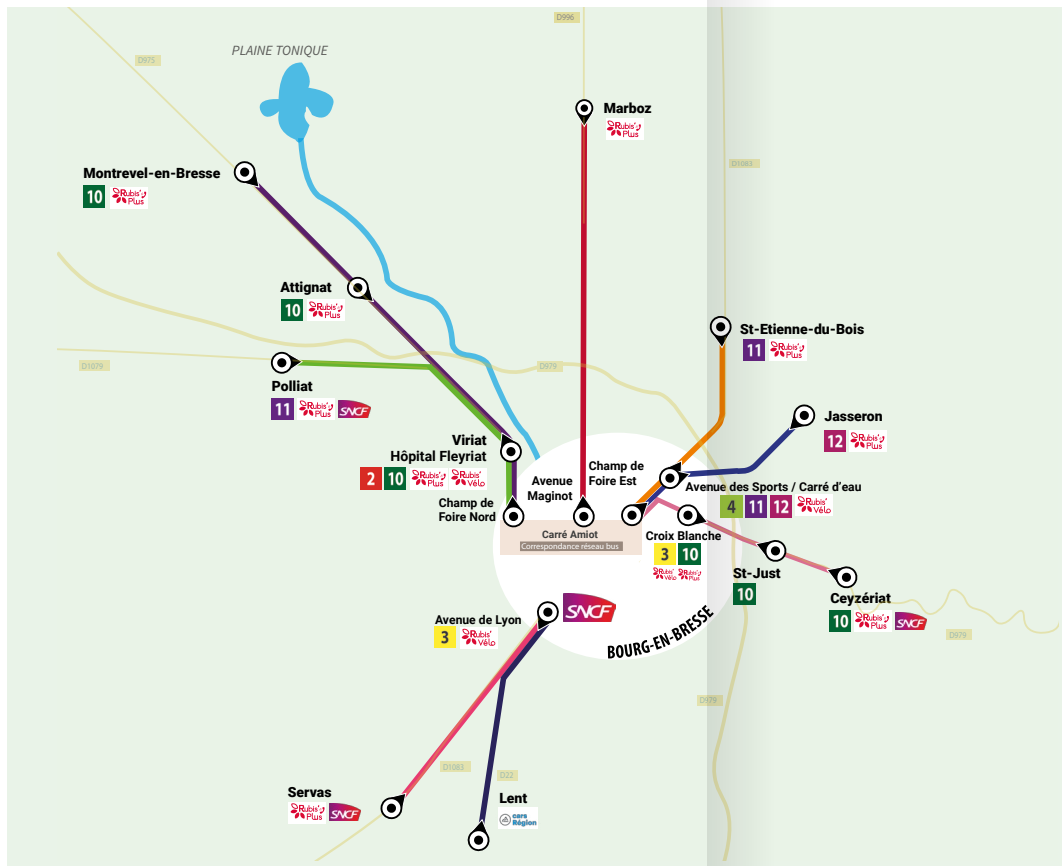 D996
PLAINE TONIQUE
D975
Marboz
Rubis' Plus
D1083
Montrevel-en-Bresse
10 Rubis' Plus
Attignat
10 Rubis' Plus
St-Etienne-du-Bois
11 Rubis' Plus
D1079
D979
Polliat
11 Rubis' Plus SNCF
Jasseron
12 Rubis' Plus
Viriat
Hôpital Fleyriat
2 10 Rubis' Plus Rubis' Vélo
Champ de
Foire Est
Avenue
Maginot
Avenue des Sports / Carré d'eau
4 11 12 Rubis' Vélo
Champ de
Foire Nord
Carré Amiot
Correspondance réseau bus
Croix Blanche
3 10
Rubis' Vélo Rubis' Plus
St-Just
10
Ceyzériat
10 Rubis' Plus SNCF
SNCF
Avenue de Lyon
3 Rubis' Vélo
BOURG-EN-BRESSE
D979
D979
D1083
D22
Servas
Rubis' Plus SNCF
Lent
cars Région